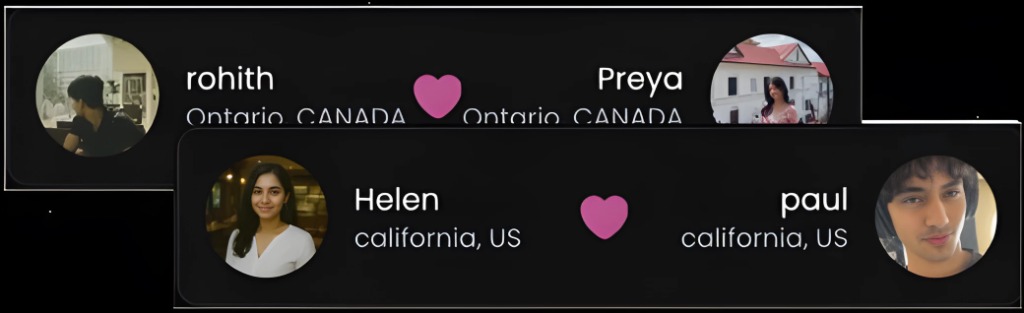 rohith
Preya
Ontario, CANADA
Ontario, CANADA
Helen
paul
california, US
california, US